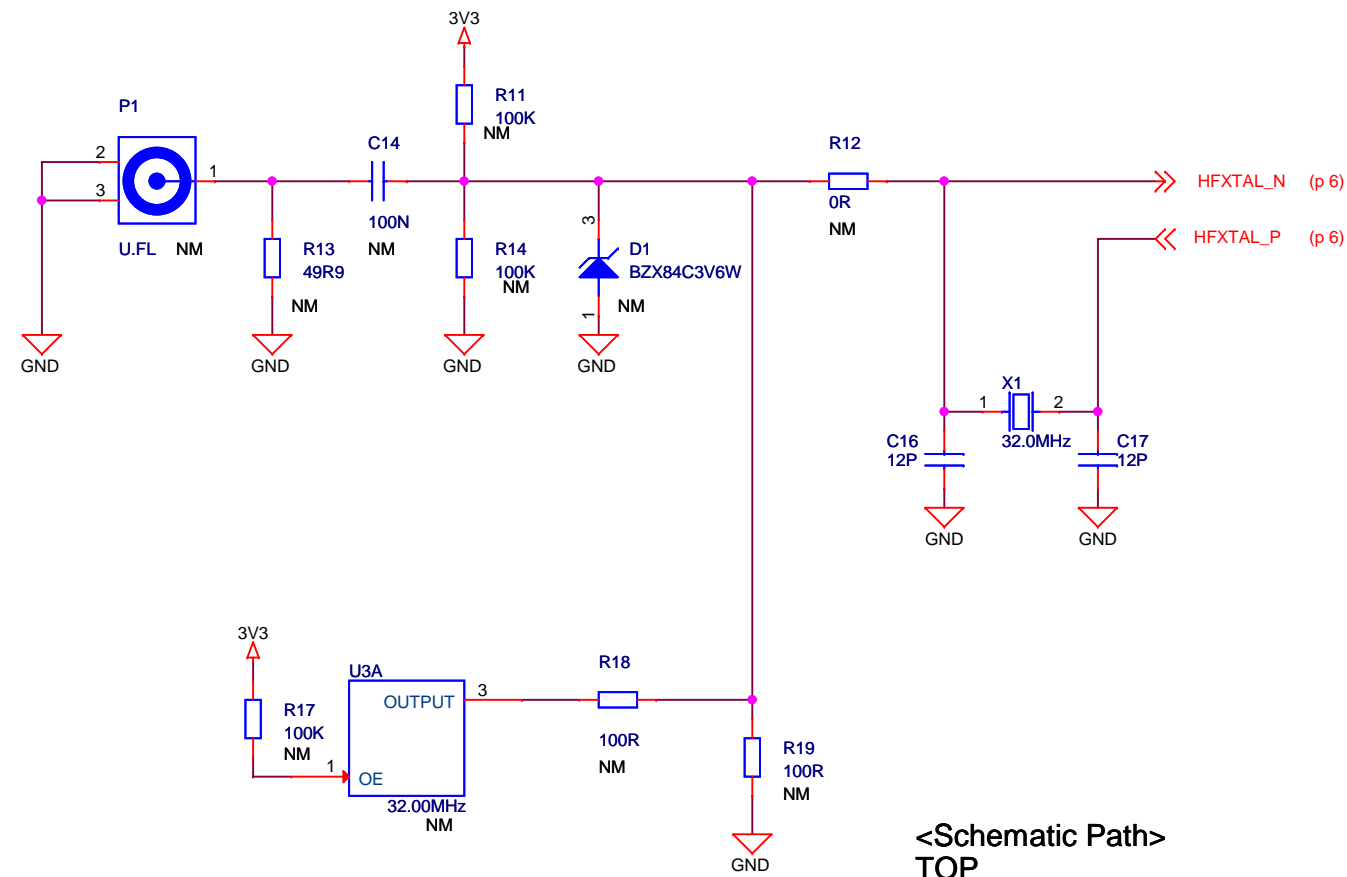 3V3
P1
R11
100K
NM
C14
R12
2
1
3
HFXTAL_N (p 6)
100N
0R
U.FL NM
NM
NM
R13
49R9
NM
R14
100K
NM
3
D1
BZX84C3V6W
NM
1
HFXTAL_P (p 6)
GND
GND
GND
GND
X1
1
2
C16
12P
32.0MHz
C17
12P
GND
GND
3V3
U3A
R18
OUTPUT
3
R17
100K
NM
100R
NM
1
OE
R19
100R
NM
32.00MHz
NM
GND
<Schematic Path>
TOP